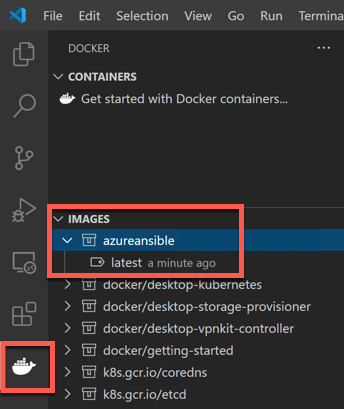 File Edit Selection View Go Run Termina
DOCKER
CONTAINERS
Get started with Docker containers...
IMAGES
azureansible
latest a minute ago
docker/desktop-kubernetes
docker/desktop-storage-provisioner
docker/desktop-vpnkit-controller
docker/getting-started
k8s.gcr.io/coredns
k8s.gcr.io/etcd